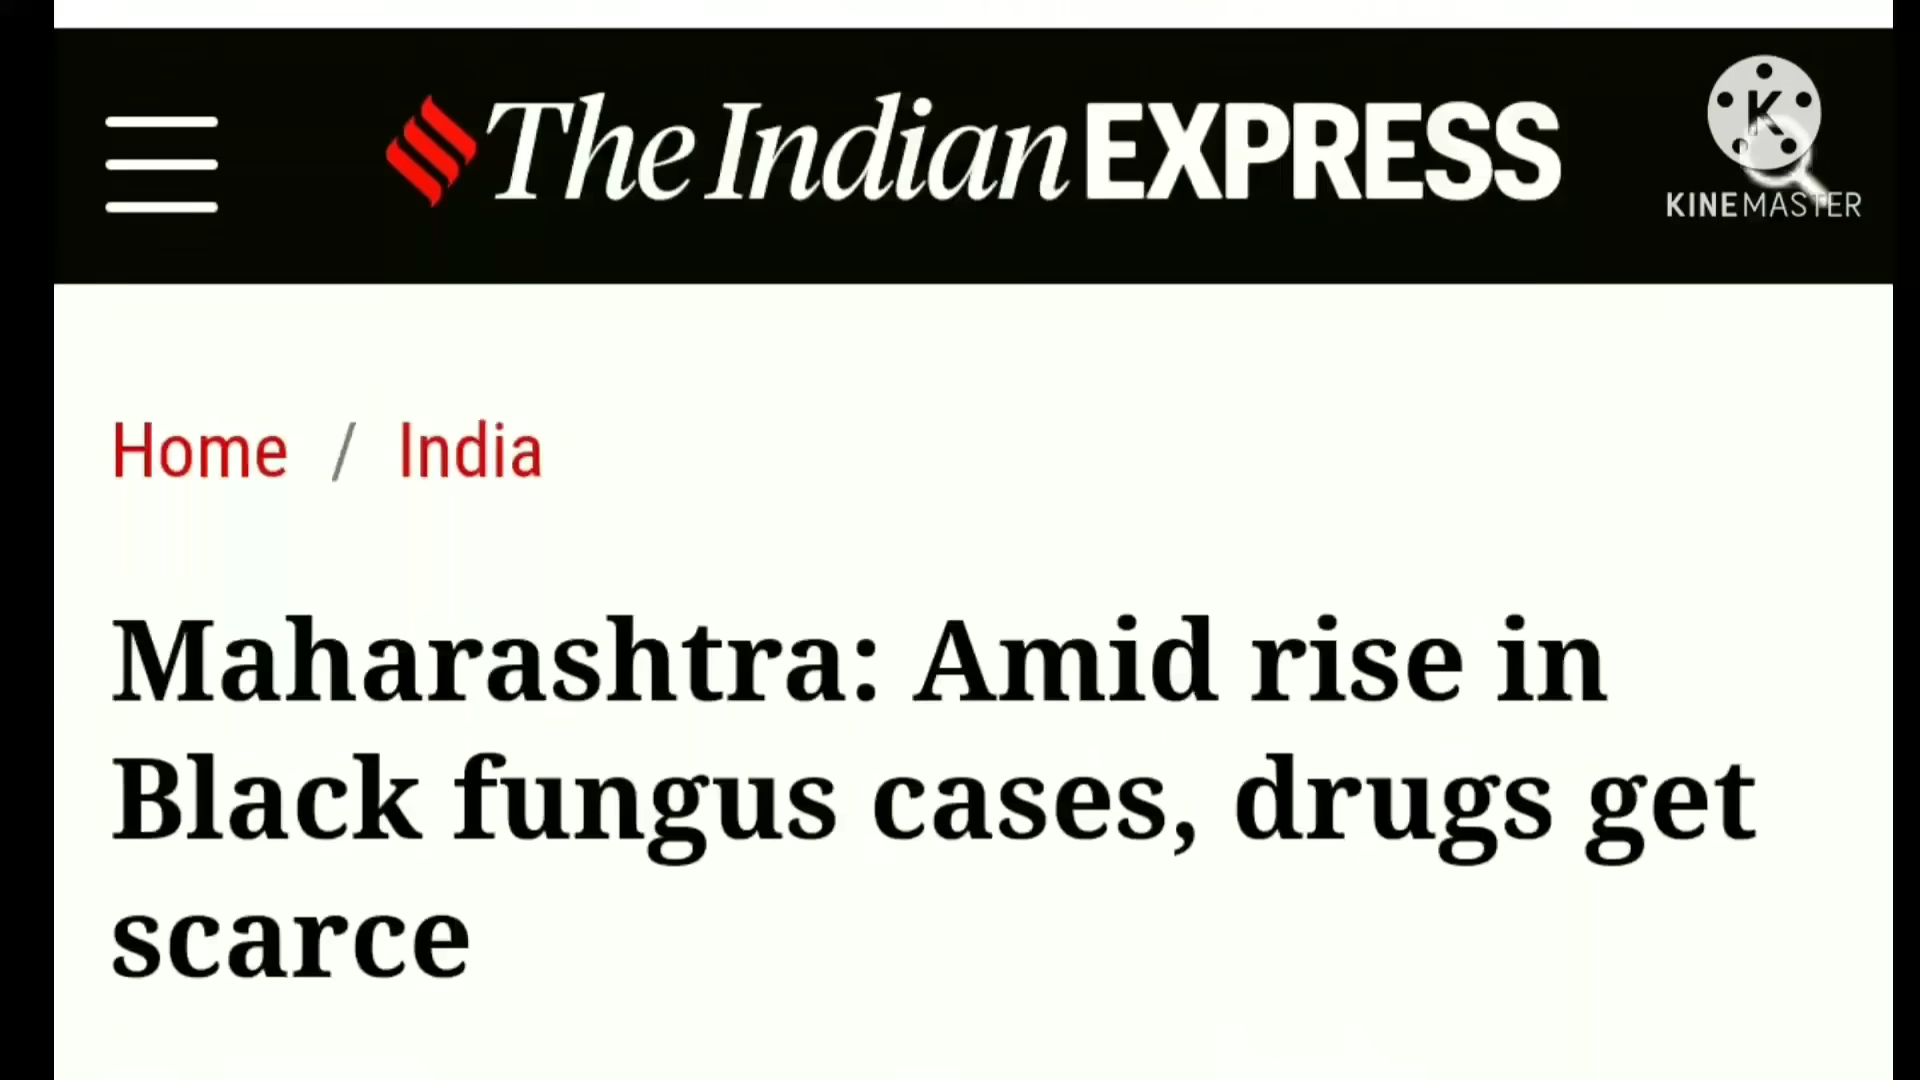 The Indian EXPRESS
K
KINEMASTER
Home / India
Maharashtra: Amid rise in
Black fungus cases, drugs get
scarce